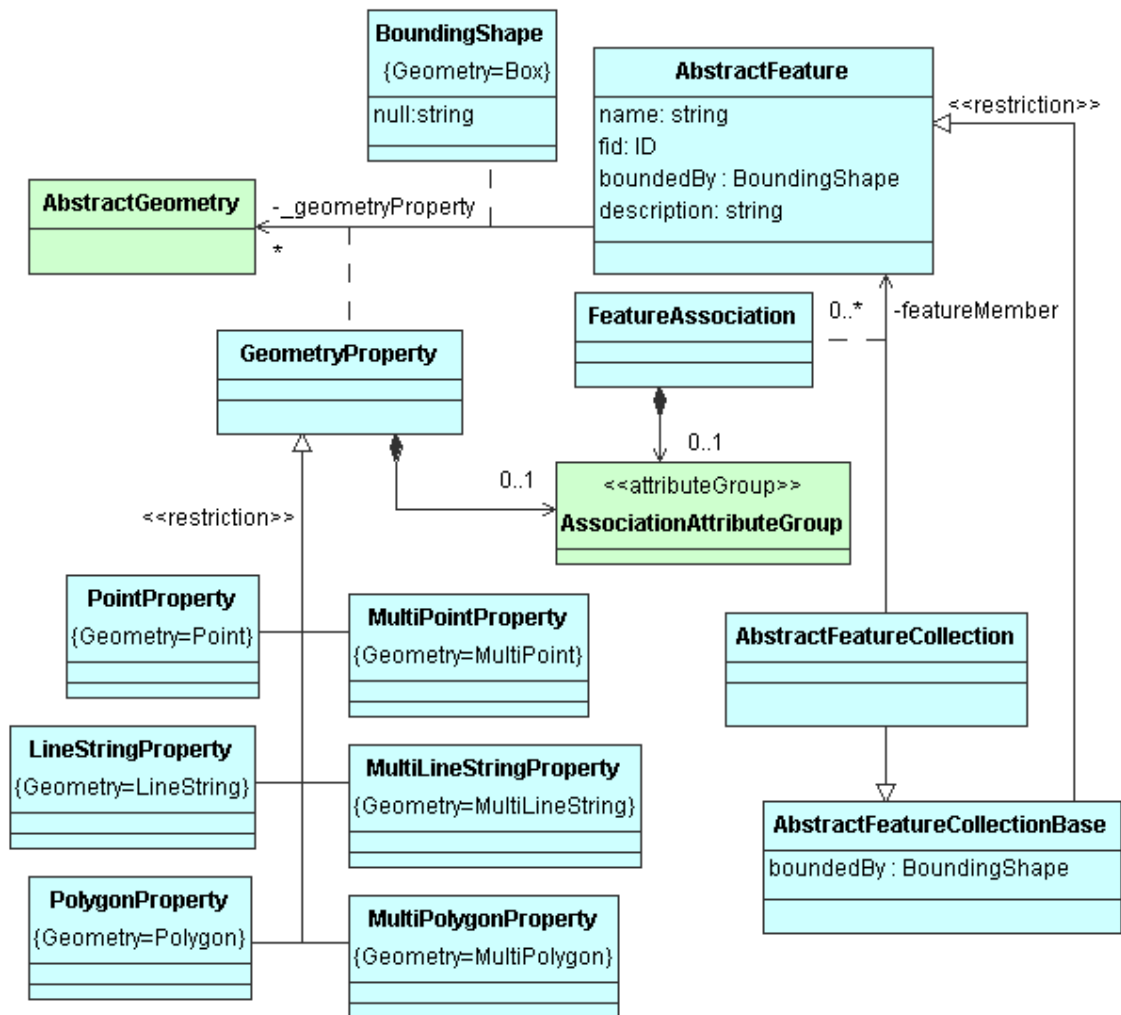 BoundingShape
{Geometry=Box}
null:string
AbstractFeature
name: string
fid: ID
boundedBy : BoundingShape
description: string
<<restriction>>
AbstractGeometry
-_geometryProperty
*
FeatureAssociation
0..*
-featureMember
GeometryProperty
0..1
0..1
<<attributeGroup>>
AssociationAttributeGroup
<<restriction>>
PointProperty
{Geometry=Point}
MultiPointProperty
{Geometry=MultiPoint}
AbstractFeatureCollection
LineStringProperty
{Geometry=LineString}
MultiLineStringProperty
{Geometry=MultiLineString}
AbstractFeatureCollectionBase
boundedBy : BoundingShape
PolygonProperty
{Geometry=Polygon}
MultiPolygonProperty
{Geometry=MultiPolygon}